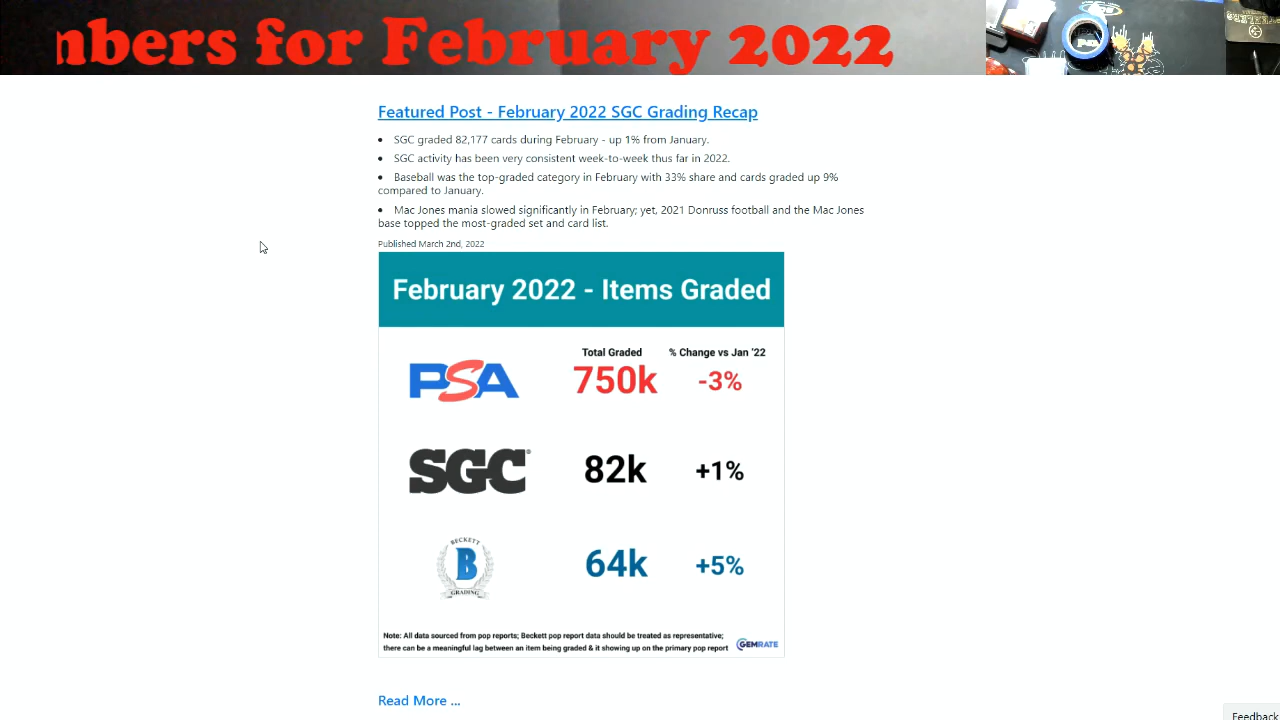 nbers for February 2022
Featured Post - February 2022 SGC Grading Recap
• SGC graded 82,177 cards during February - up 1% from January.
• SGC activity has been very consistent week-to-week thus far in 2022.
• Baseball was the top-graded category in February with 33% share and cards graded up 9%
compared to January.
• Mac Jones mania slowed significantly in February; yet, 2021 Donruss football and the Mac Jones
base topped the most-graded set and card list.
Published March 2nd, 2022
February 2022 - Items Graded
Total Graded % Change vs Jan '22
PSA 750k -3%
SGC® 82k +1%
BECKETT
B 64k +5%
GRADING
Note: All data sourced from pop reports; Beckett pop report data should be treated as representative;
there can be a meaningful lag between an item being graded & it showing up on the primary pop report
GEMRATE
Read More ...
Feedback